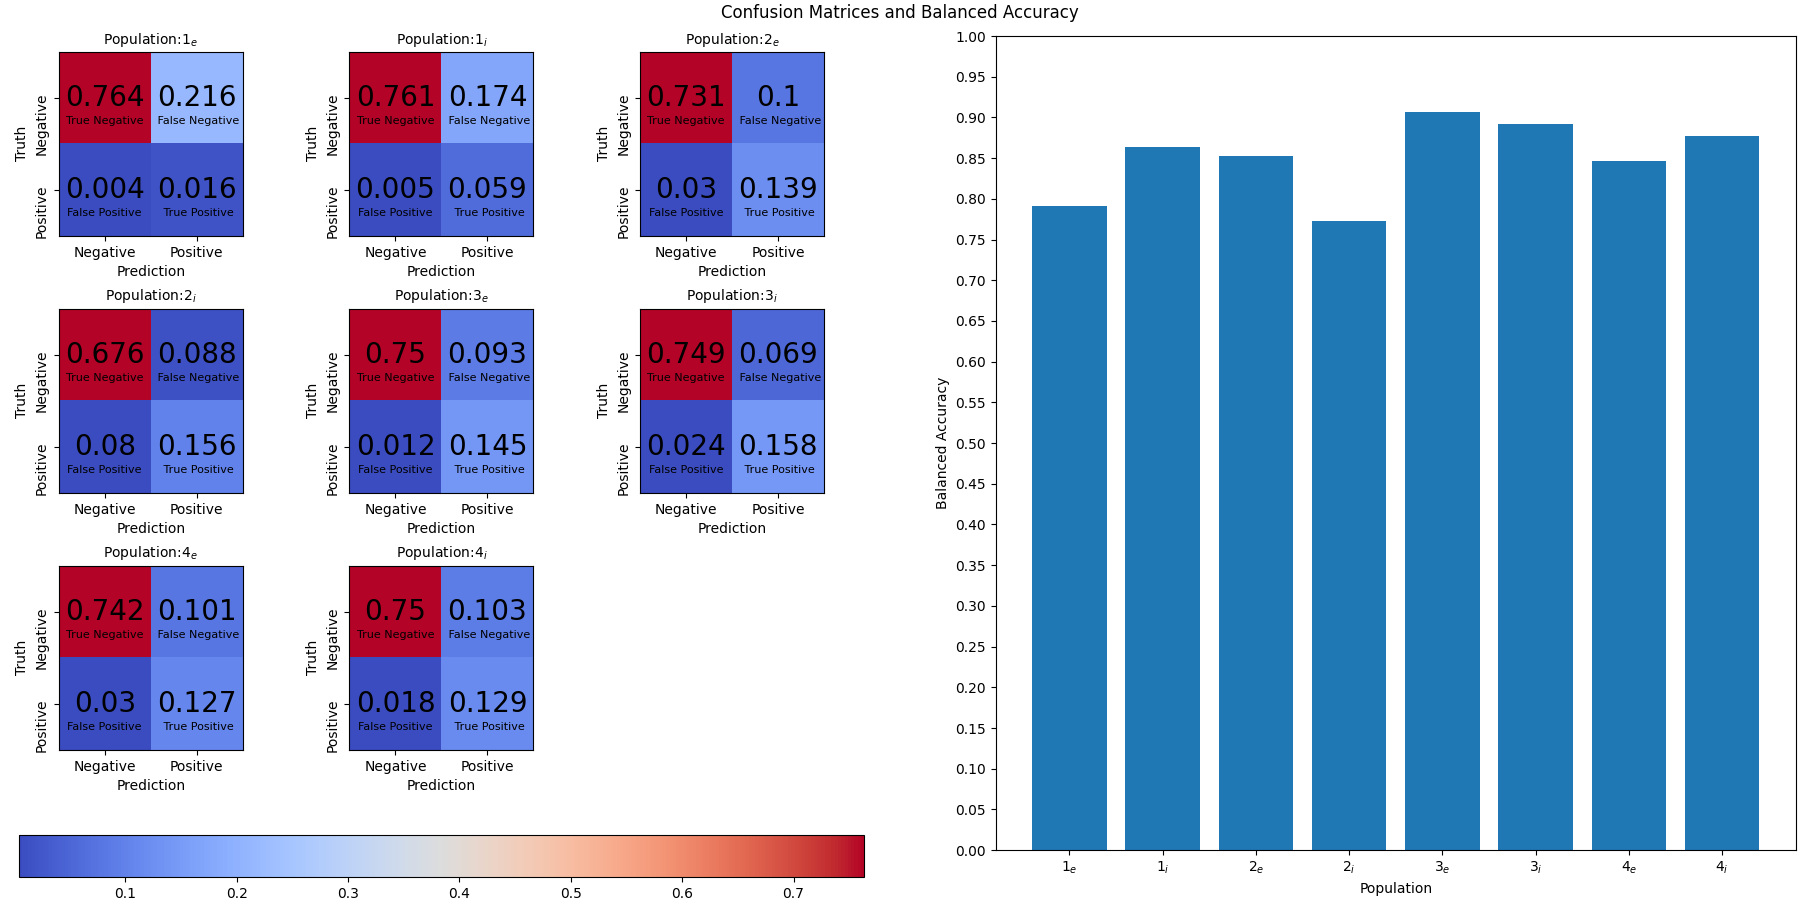 Confusion Matrices and Balanced Accuracy
Population:1e
Truth
Negative
Positive
0.764
True Negative
0.216
False Negative
0.004
False Positive
0.016
True Positive
Negative
Positive
Prediction
Population:1i
Truth
Negative
Positive
0.761
True Negative
0.174
False Negative
0.005
False Positive
0.059
True Positive
Negative
Positive
Prediction
Population:2e
Truth
Negative
Positive
0.731
True Negative
0.1
False Negative
0.03
False Positive
0.139
True Positive
Negative
Positive
Prediction
Population:2i
Truth
Negative
Positive
0.676
True Negative
0.088
False Negative
0.08
False Positive
0.156
True Positive
Negative
Positive
Prediction
Population:3e
Truth
Negative
Positive
0.75
True Negative
0.093
False Negative
0.012
False Positive
0.145
True Positive
Negative
Positive
Prediction
Population:3i
Truth
Negative
Positive
0.749
True Negative
0.069
False Negative
0.024
False Positive
0.158
True Positive
Negative
Positive
Prediction
Population:4e
Truth
Negative
Positive
0.742
True Negative
0.101
False Negative
0.03
False Positive
0.127
True Positive
Negative
Positive
Prediction
Population:4i
Truth
Negative
Positive
0.75
True Negative
0.103
False Negative
0.018
False Positive
0.129
True Positive
Negative
Positive
Prediction
0.1 0.2 0.3 0.4 0.5 0.6 0.7
Balanced Accuracy
1.00
0.95
0.90
0.85
0.80
0.75
0.70
0.65
0.60
0.55
0.50
0.45
0.40
0.35
0.30
0.25
0.20
0.15
0.10
0.05
0.00
1e 1i 2e 2i 3e 3i 4e 4i
Population